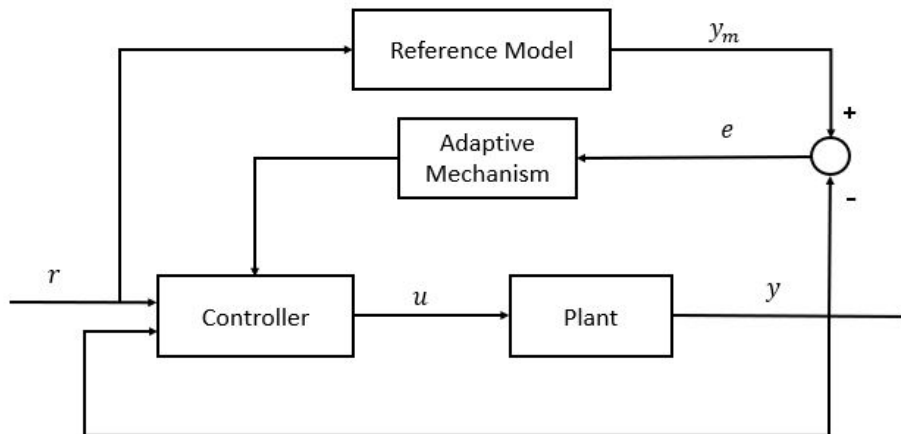 Reference Model
y_m
+
e
Adaptive
Mechanism
-
r
Controller
u
Plant
y